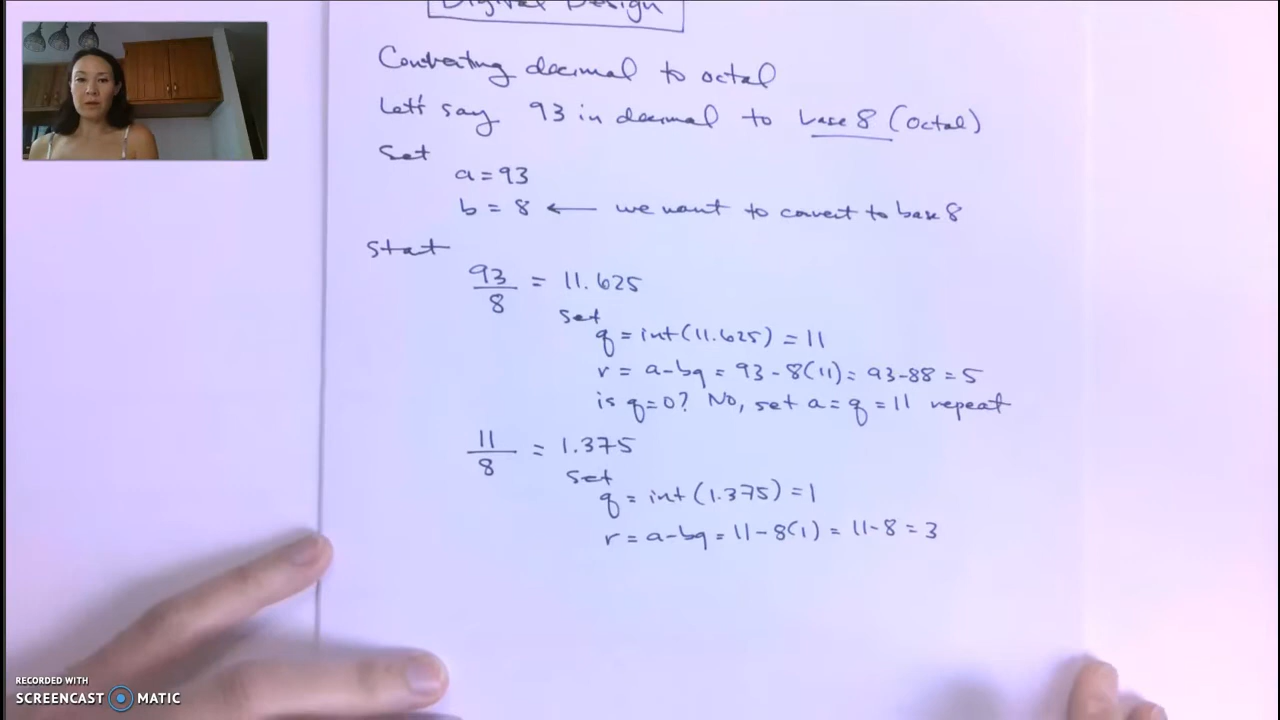 Digital Design
Converting decimal to octal
Let's say 93 in decimal to base 8 (octal)
Set
a = 93
b = 8 ← we want to convert to base 8
Start
93/8 = 11.625
set
q = int(11.625) = 11
r = a-bq = 93-8(11) = 93-88 = 5
is q=0? No, set a = q = 11 repeat
11/8 = 1.375
set
q = int(1.375) = 1
r = a-bq = 11-8(1) = 11-8 = 3
RECORDED WITH
SCREENCAST MATIC